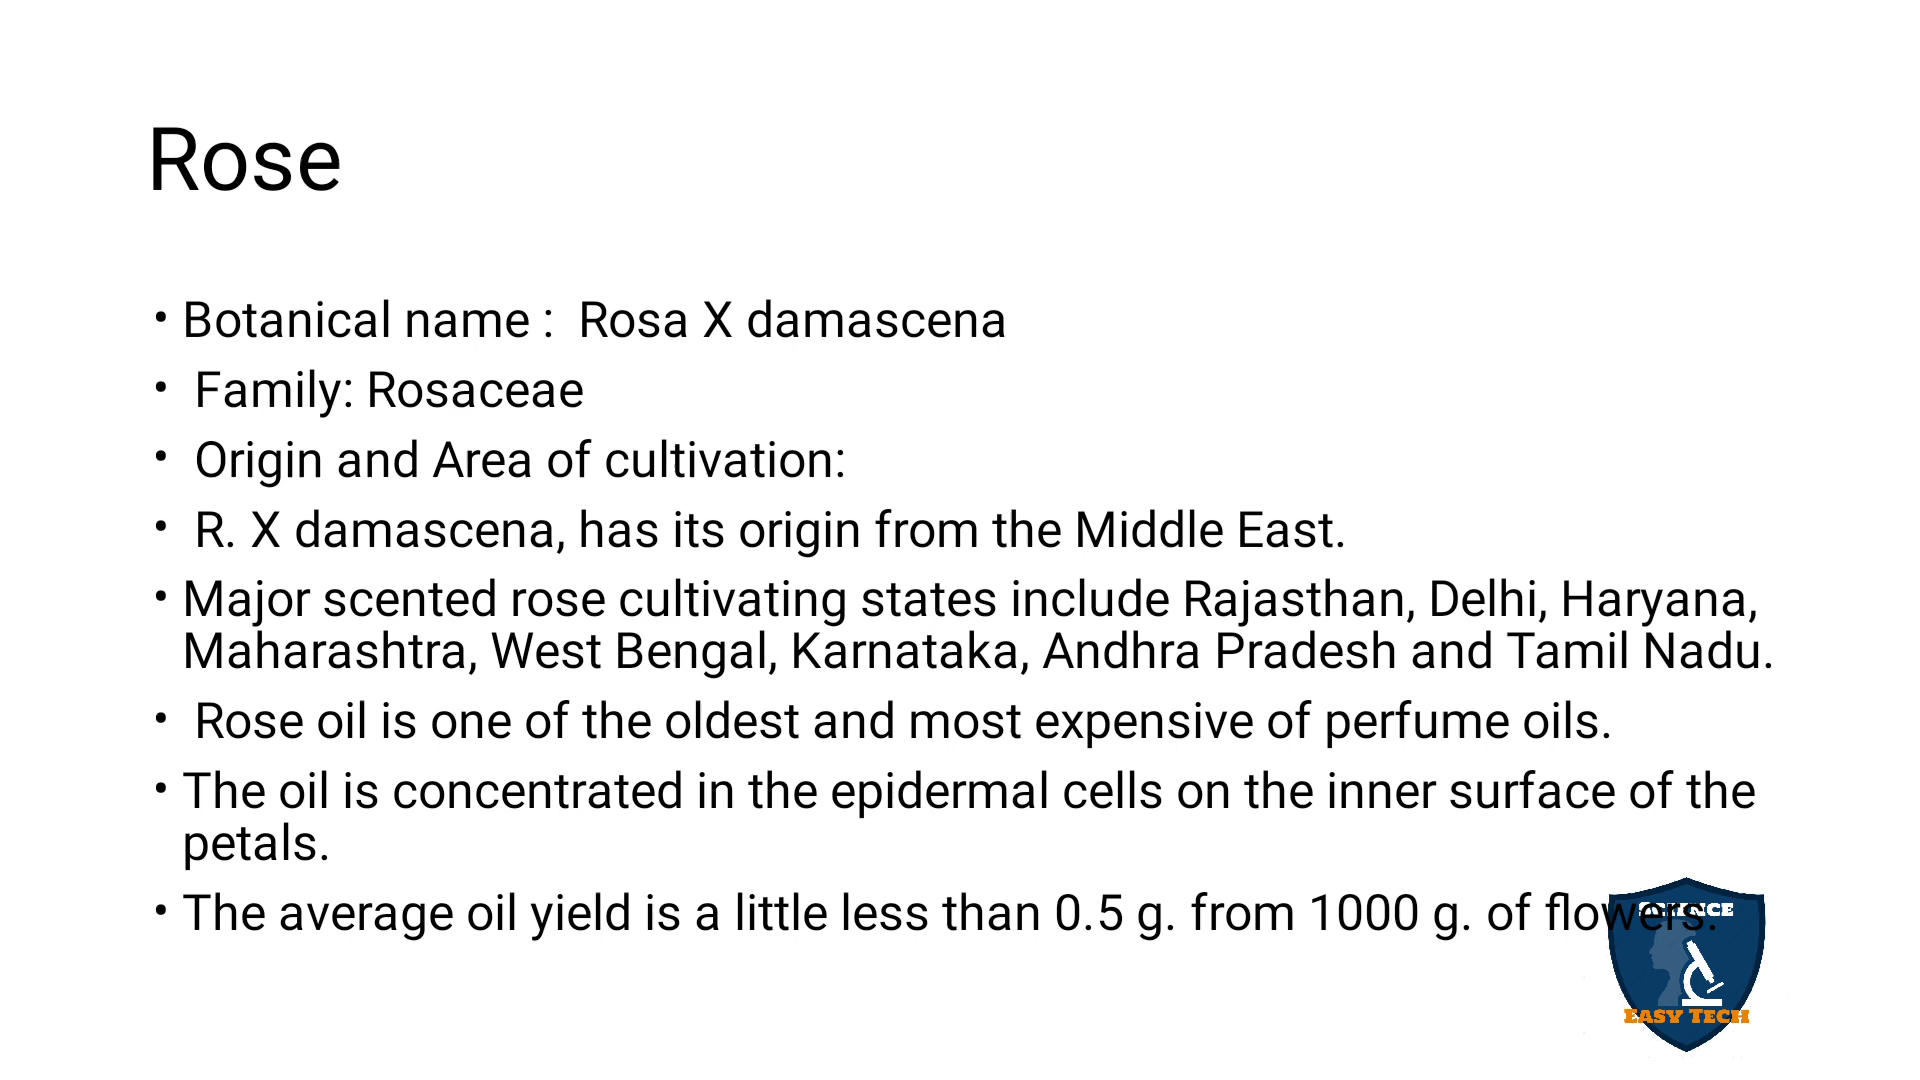 Rose
• Botanical name :  Rosa X damascena
• Family: Rosaceae
• Origin and Area of cultivation:
• R. X damascena, has its origin from the Middle East.
• Major scented rose cultivating states include Rajasthan, Delhi, Haryana,
Maharashtra, West Bengal, Karnataka, Andhra Pradesh and Tamil Nadu.
• Rose oil is one of the oldest and most expensive of perfume oils.
• The oil is concentrated in the epidermal cells on the inner surface of the
petals.
• The average oil yield is a little less than 0.5 g. from 1000 g. of flowers.
SCIENCE
EASY TECH